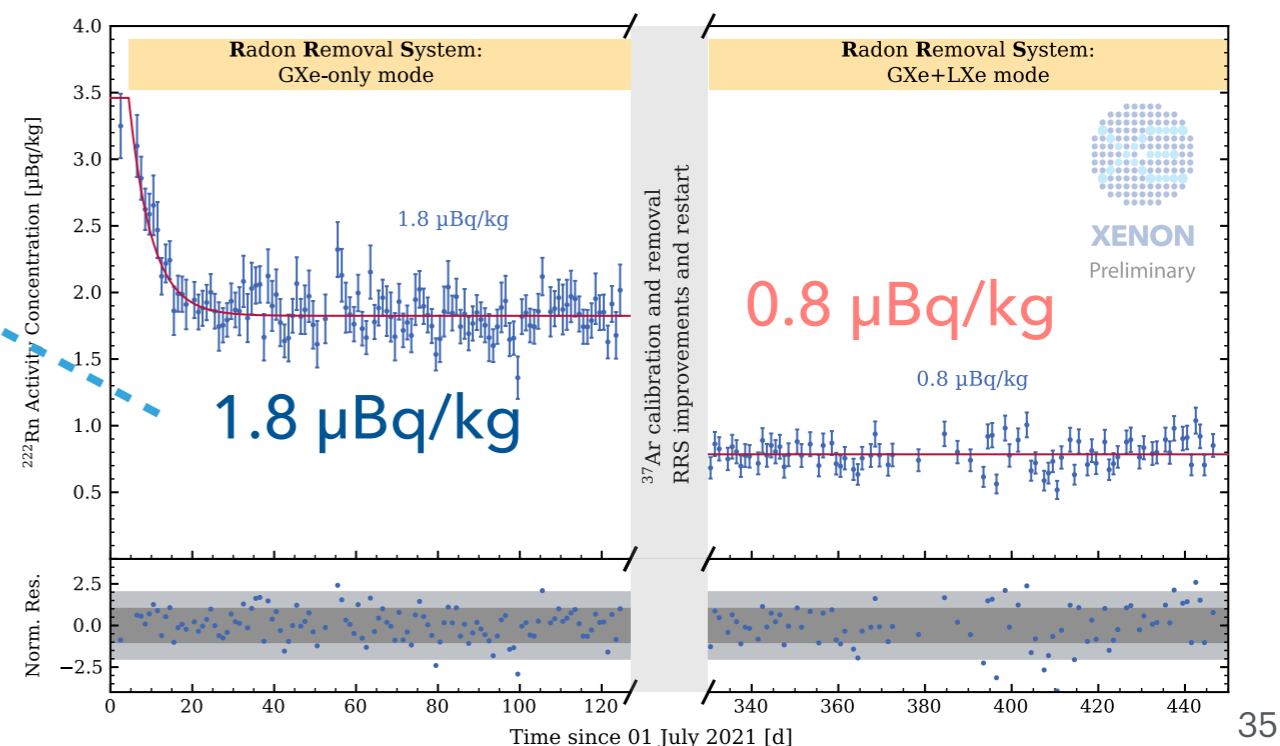 4.0
3.5
3.0
2.5
2.0
1.5
1.0
0.5
²²²Rn Activity Concentration [μBq/kg]
Radon Removal System:
GXe-only mode
1.8 μBq/kg
1.8 μBq/kg
³⁷Ar calibration and removal
RRS improvements and restart
Radon Removal System:
GXe+LXe mode
XENON
Preliminary
0.8 μBq/kg
0.8 μBq/kg
2.5
0.0
−2.5
Norm. Res.
0 20 40 60 80 100 120 340 360 380 400 420 440
Time since 01 July 2021 [d]
35